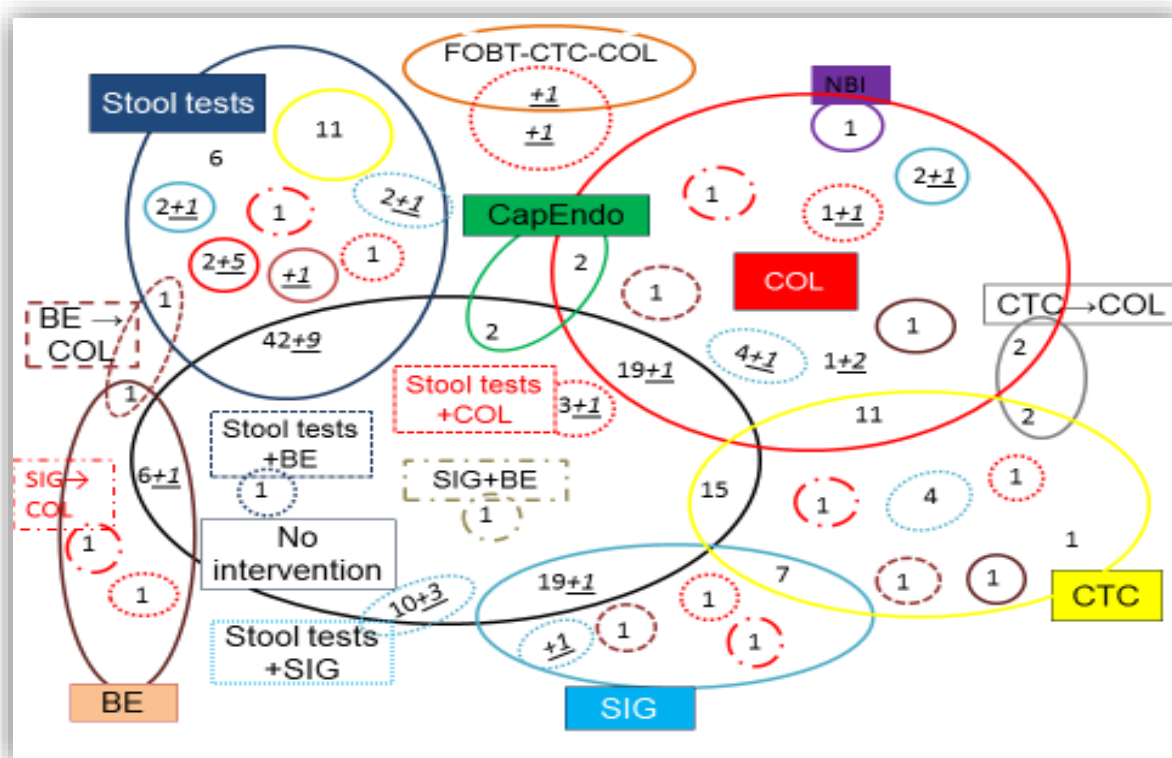 FOBT-CTC-COL
+1
+1
Stool tests
11
6
2+1
1
2+1
2+5
+1
1
NBI
1
2+1
1
1+1
CapEndo
2
2
COL
1
1
4+1
1+2
19+1
CTC→COL
2
2
BE →
COL
1
1
42+9
Stool tests
+COL
3+1
11
Stool tests
+BE
1
SIG+BE
1
SIG→
COL
6+1
1
1
No
intervention
15
1
4
1
1
1
1
CTC
10+3
Stool tests
+SIG
19+1
7
1
1
1
+1
BE
SIG